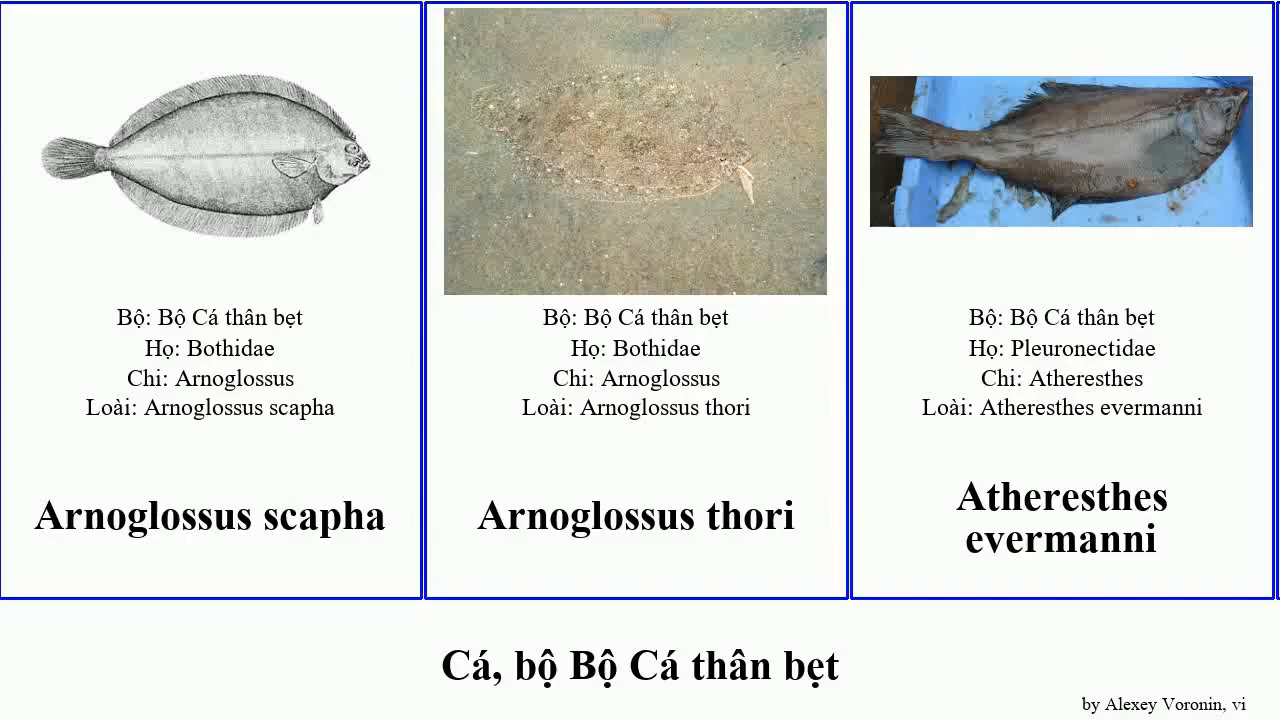 Bộ: Bộ Cá thân bẹt
Họ: Bothidae
Chi: Arnoglossus
Loài: Arnoglossus scapha
Arnoglossus scapha
Bộ: Bộ Cá thân bẹt
Họ: Bothidae
Chi: Arnoglossus
Loài: Arnoglossus thori
Arnoglossus thori
Bộ: Bộ Cá thân bẹt
Họ: Pleuronectidae
Chi: Atheresthes
Loài: Atheresthes evermanni
Atheresthes
evermanni
Cá, bộ Bộ Cá thân bẹt
by Alexey Voronin, vi